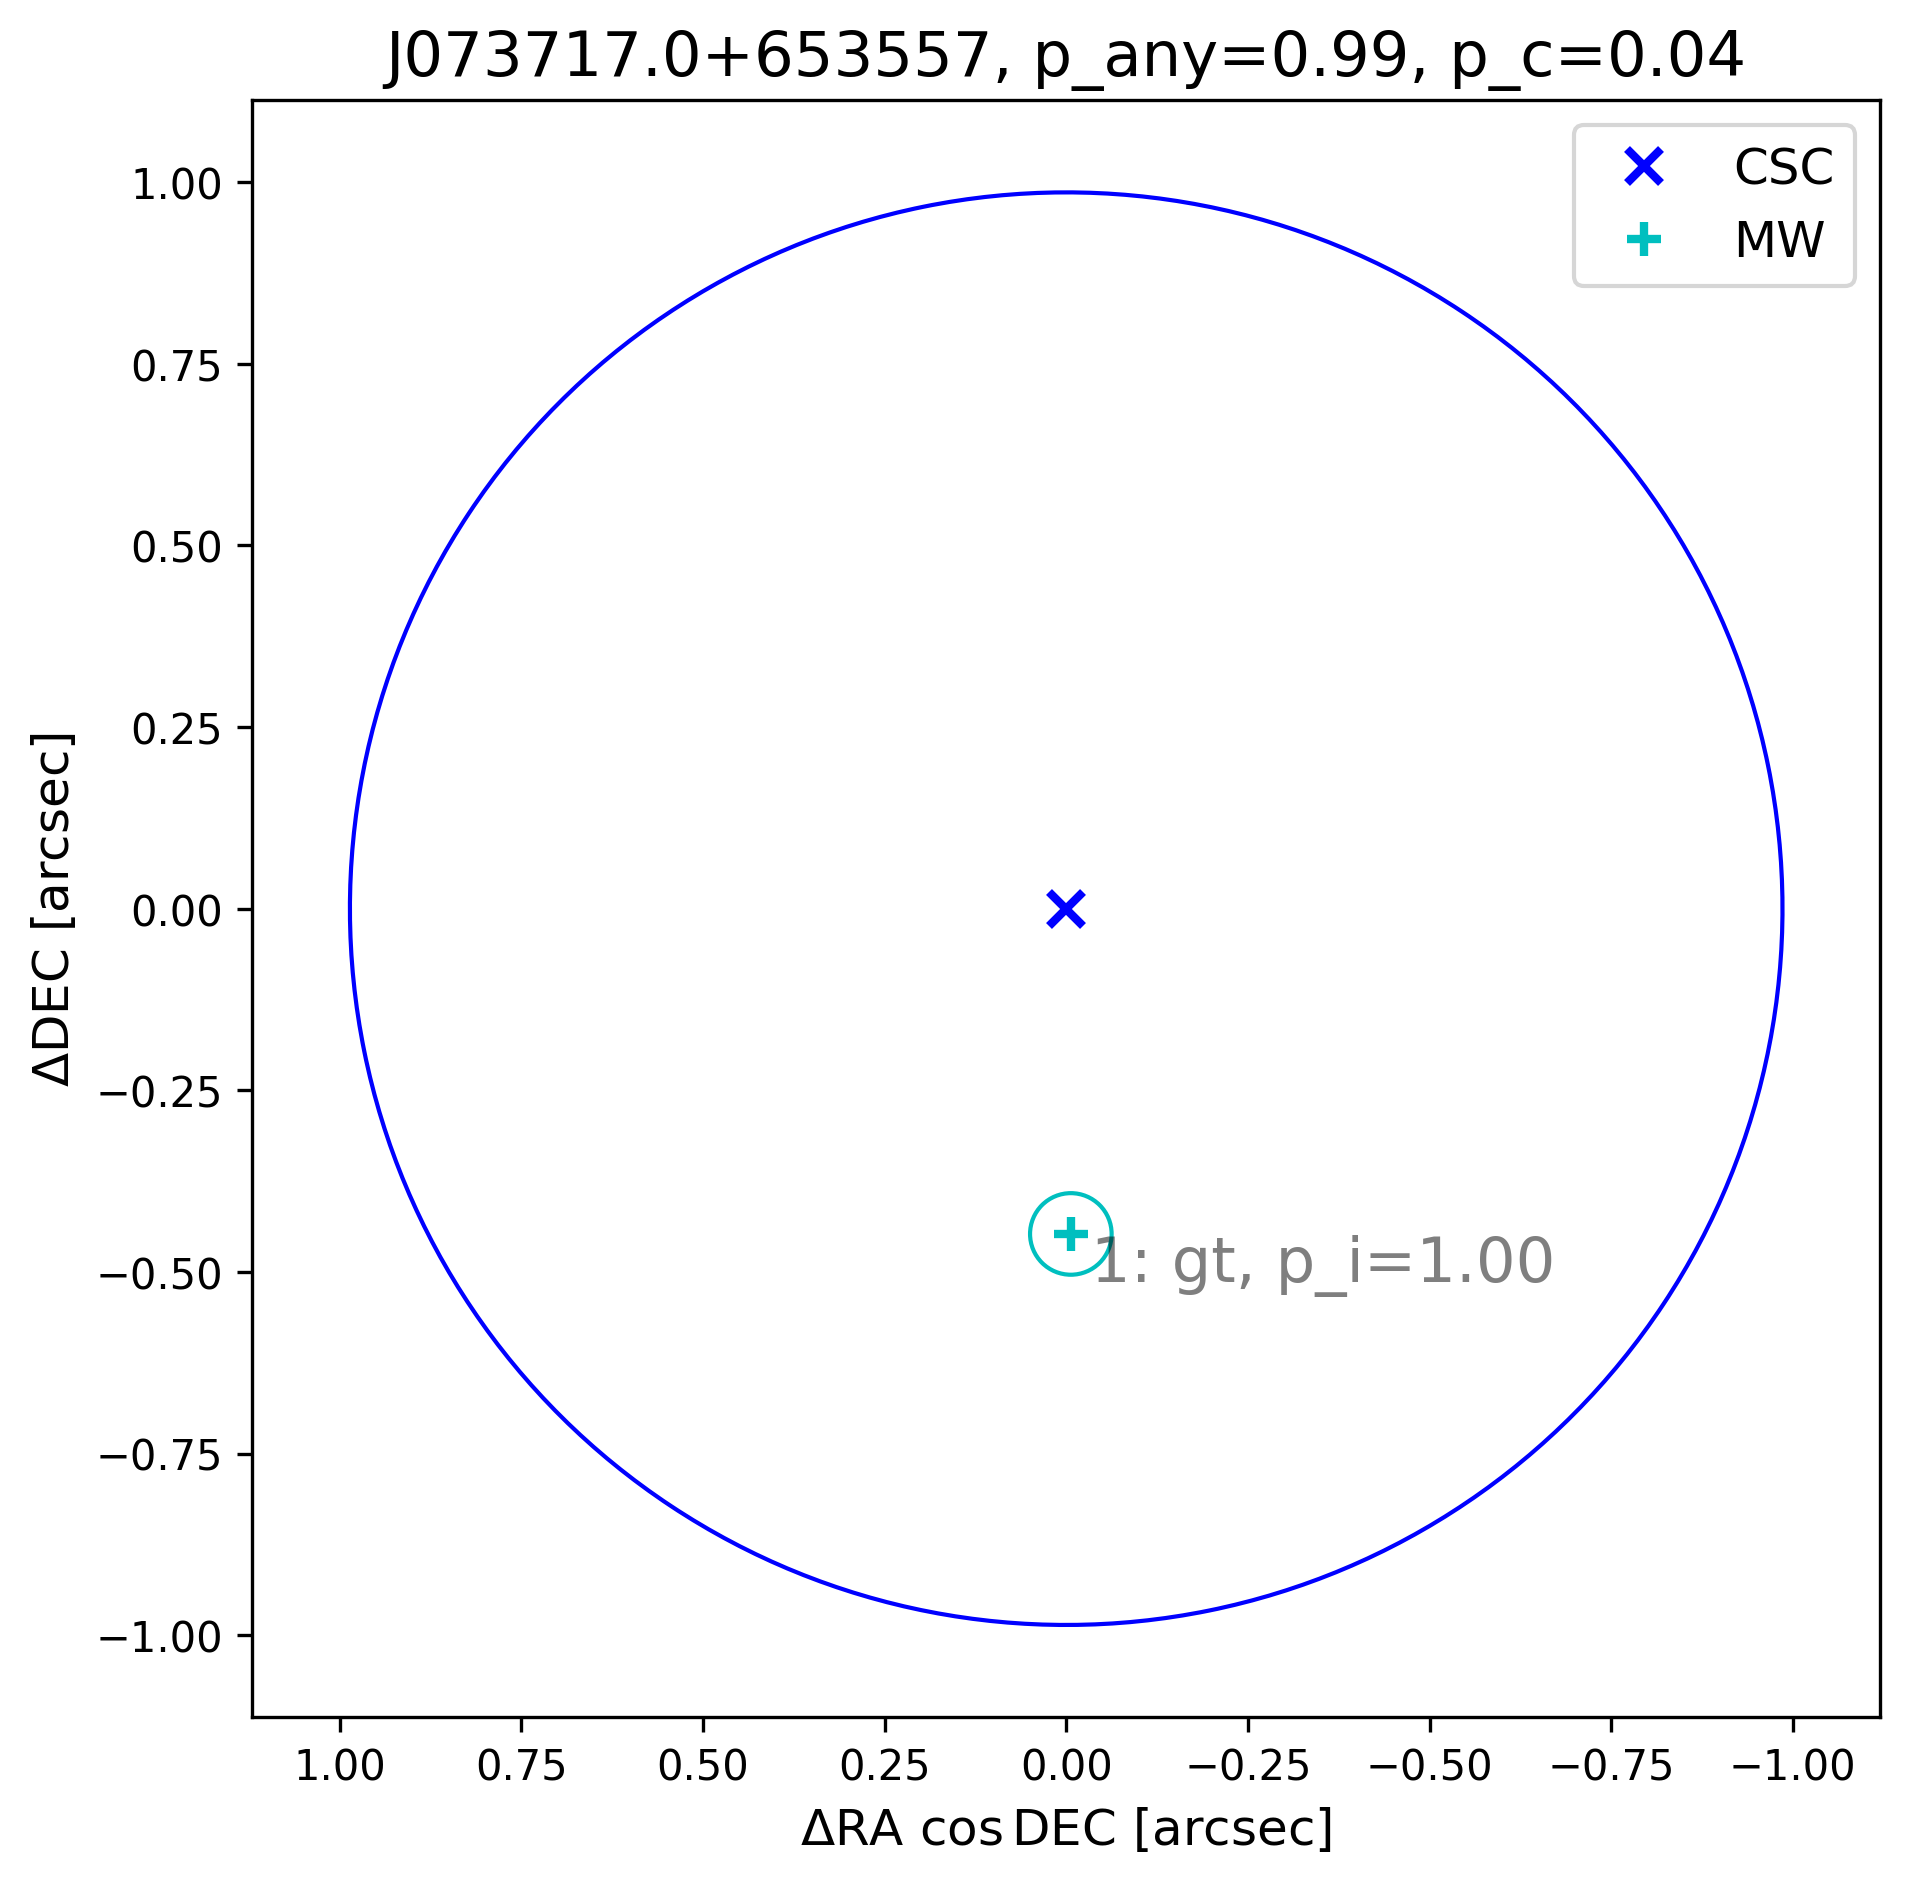 J073717.0+653557, p_any=0.99, p_c=0.04
CSC
MW
1.00
0.75
0.50
0.25
0.00
−0.25
−0.50
−0.75
−1.00
ΔDEC [arcsec]
1: gt, p_i=1.00
1.00 0.75 0.50 0.25 0.00 −0.25 −0.50 −0.75 −1.00
ΔRA cos DEC [arcsec]